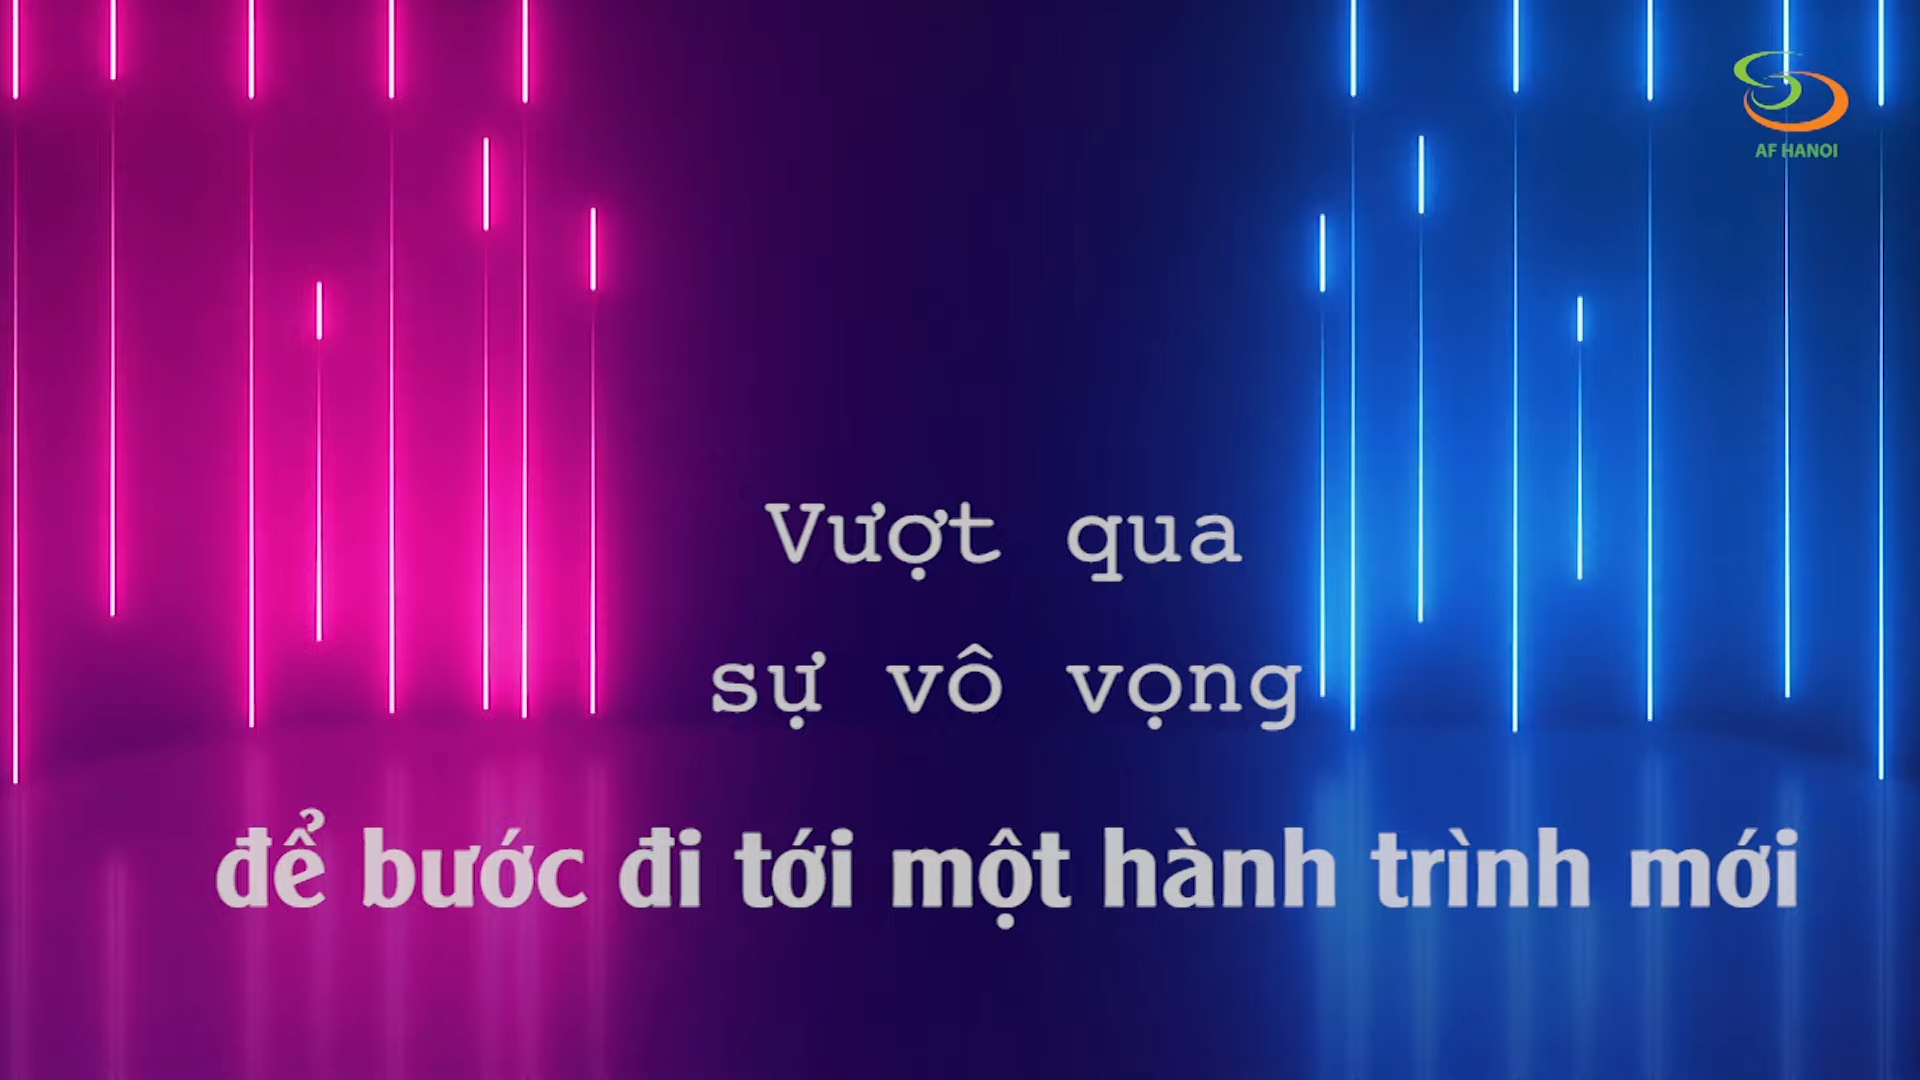 AF HANOI
Vượt qua
sự vô vọng
để bước đi tới một hành trình mới